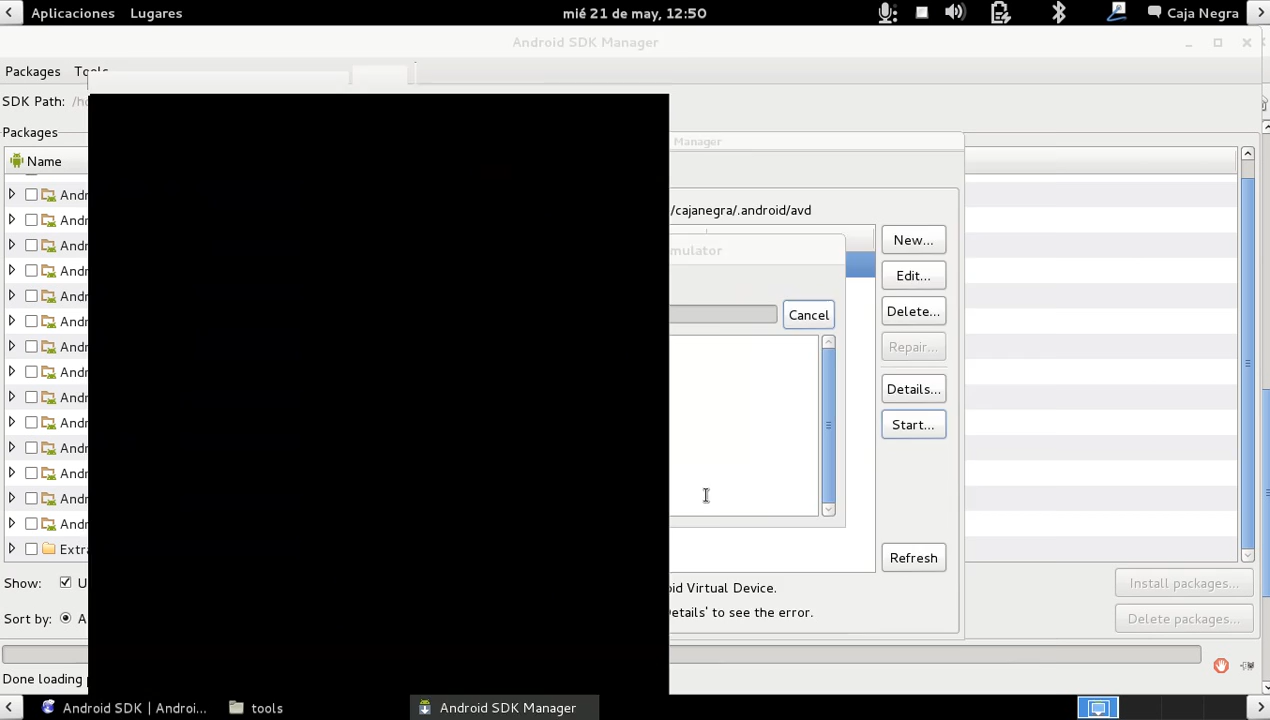 Aplicaciones Lugares mié 21 de may, 12:50 Caja Negra
Android SDK Manager
Packages
SDK Path:
Packages
Name
Manager
/cajanegra/.android/avd
New...
mulator
Edit...
Delete...
Cancel
Repair...
Details...
Start...
Refresh
id Virtual Device.
etails' to see the error.
Andr
Andr
Andr
Andr
Andr
Andr
Andr
Andr
Andr
Andr
Andr
Andr
Andr
Andr
Extra
Show: U
Install packages...
Sort by: A
Delete packages...
Done loading
Android SDK | Androi... tools Android SDK Manager